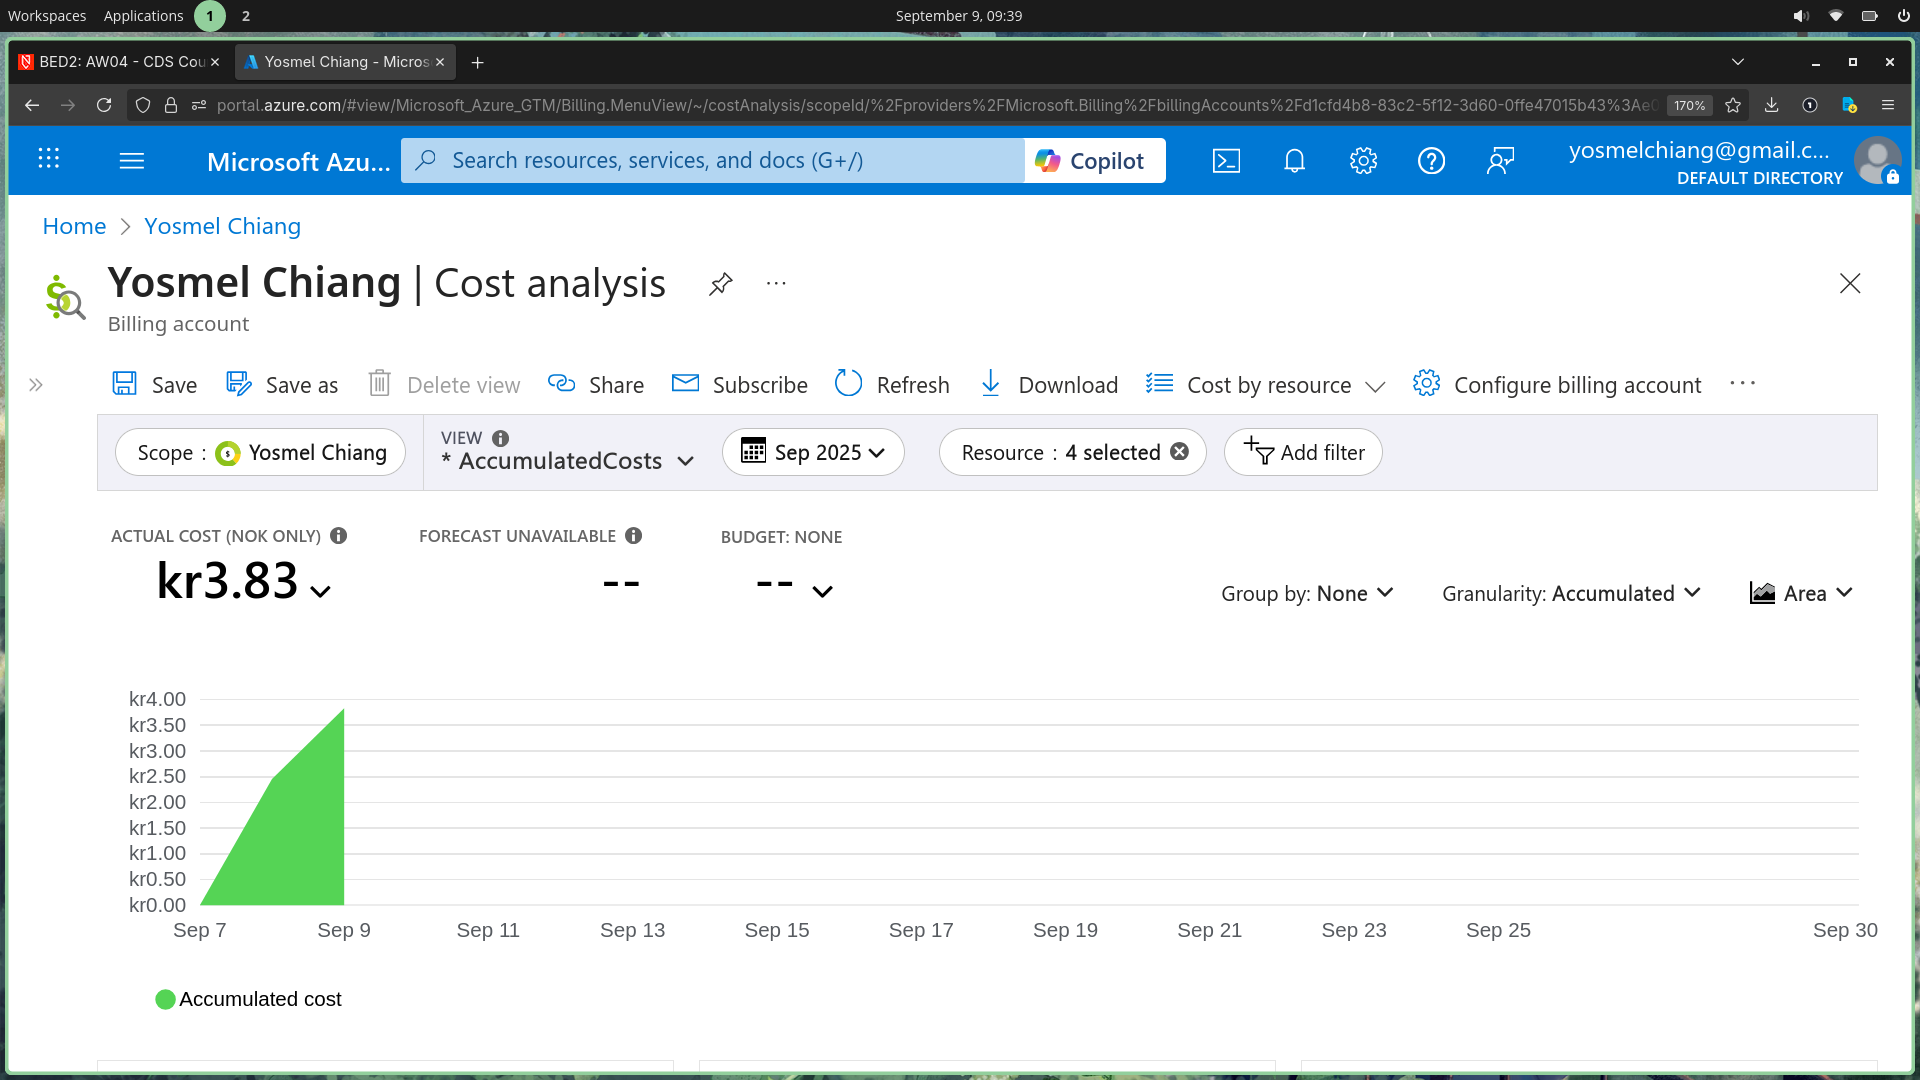 Workspaces Applications 1 2 September 9, 09:39
BED2: AW04 - CDS Cou Yosmel Chiang - Micros
portal.azure.com/#view/Microsoft_Azure_GTM/Billing.MenuView/~/costAnalysis/scopeId/%2Fproviders%2FMicrosoft.Billing%2FbillingAccounts%2Fd1cfd4b8-83c2-5f12-3d60-0ffe47015b43%3Ae0 170%
Microsoft Azu... Search resources, services, and docs (G+/) Copilot yosmelchiang@gmail.c...
DEFAULT DIRECTORY
Home Yosmel Chiang
Yosmel Chiang | Cost analysis ...
Billing account
Save Save as Delete view Share Subscribe Refresh Download Cost by resource Configure billing account ...
Scope : Yosmel Chiang
VIEW
* AccumulatedCosts
Sep 2025 Resource : 4 selected Add filter
ACTUAL COST (NOK ONLY) FORECAST UNAVAILABLE BUDGET: NONE
kr3.83 -- --
Group by: None Granularity: Accumulated Area
kr4.00
kr3.50
kr3.00
kr2.50
kr2.00
kr1.50
kr1.00
kr0.50
kr0.00
Sep 7 Sep 9 Sep 11 Sep 13 Sep 15 Sep 17 Sep 19 Sep 21 Sep 23 Sep 25 Sep 30
Accumulated cost